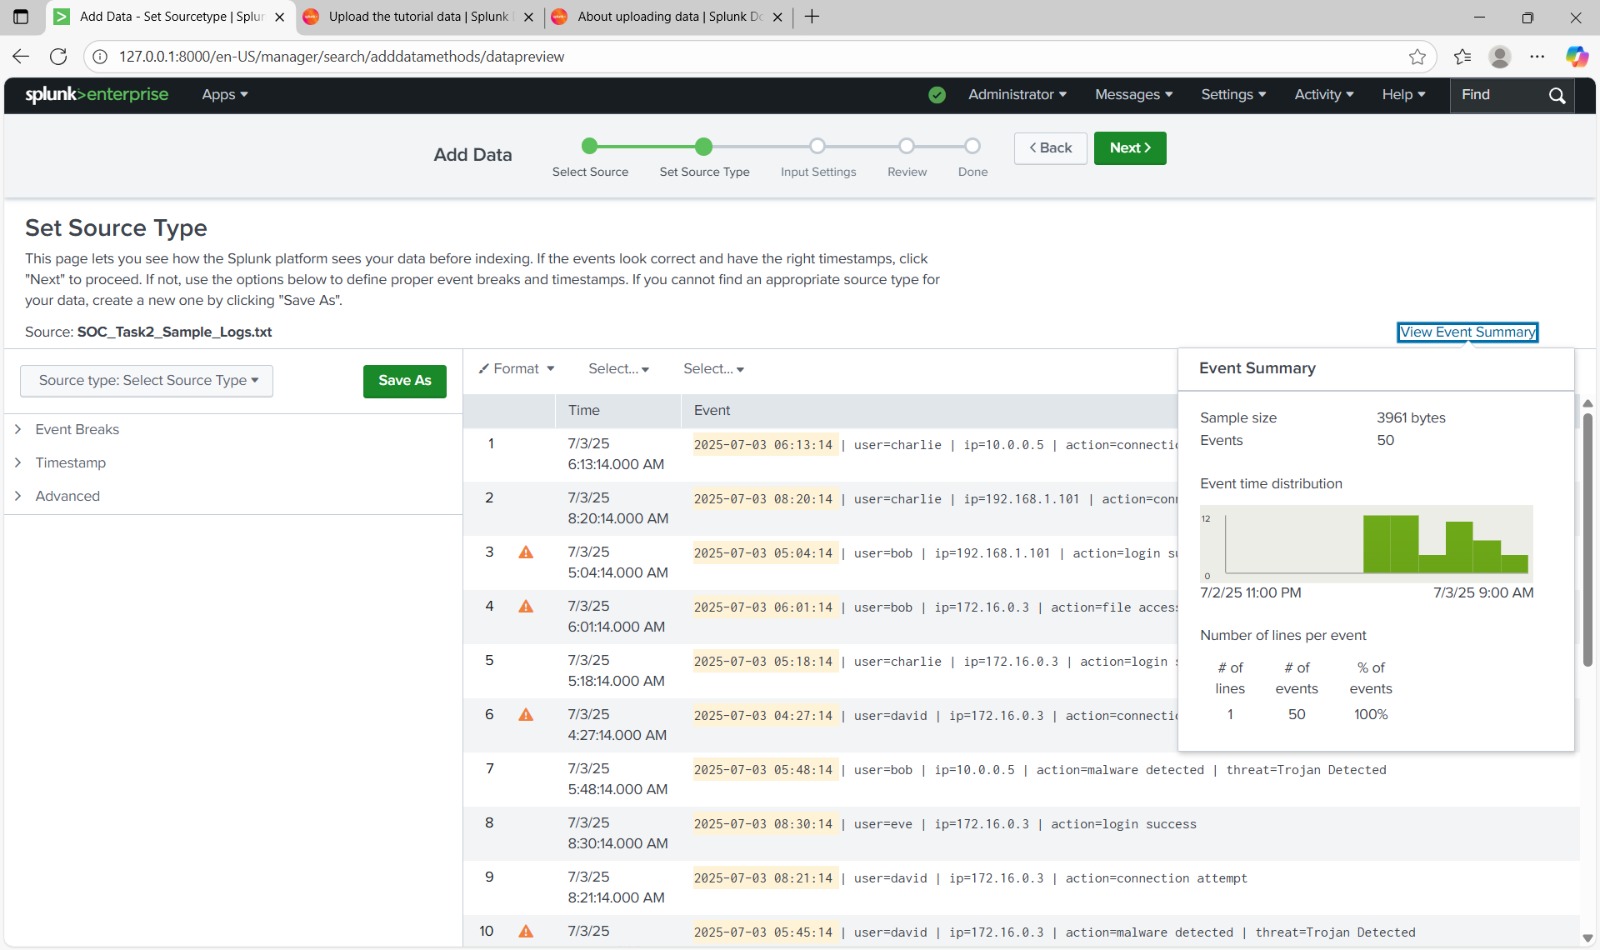 Add Data - Set Sourcetype | Splun
Upload the tutorial data | Splunk
About uploading data | Splunk Do
127.0.0.1:8000/en-US/manager/search/adddatamethods/datapreview
splunk>enterprise Apps Administrator Messages Settings Activity Help Find
Add Data
Select Source Set Source Type Input Settings Review Done
< Back Next >
Set Source Type
This page lets you see how the Splunk platform sees your data before indexing. If the events look correct and have the right timestamps, click
"Next" to proceed. If not, use the options below to define proper event breaks and timestamps. If you cannot find an appropriate source type for
your data, create a new one by clicking "Save As".
Source: SOC_Task2_Sample_Logs.txt
View Event Summary
Source type: Select Source Type
Save As
Event Breaks
Timestamp
Advanced
Format Select... Select...
Time Event
1 7/3/25 2025-07-03 06:13:14 | user=charlie | ip=10.0.0.5 | action=connectic
6:13:14.000 AM
2 7/3/25 2025-07-03 08:20:14 | user=charlie | ip=192.168.1.101 | action=conn
8:20:14.000 AM
3 7/3/25 2025-07-03 05:04:14 | user=bob | ip=192.168.1.101 | action=login su
5:04:14.000 AM
4 7/3/25 2025-07-03 06:01:14 | user=bob | ip=172.16.0.3 | action=file acces
6:01:14.000 AM
5 7/3/25 2025-07-03 05:18:14 | user=charlie | ip=172.16.0.3 | action=login
5:18:14.000 AM
6 7/3/25 2025-07-03 04:27:14 | user=david | ip=172.16.0.3 | action=connectic
4:27:14.000 AM
7 7/3/25 2025-07-03 05:48:14 | user=bob | ip=10.0.0.5 | action=malware detected | threat=Trojan Detected
5:48:14.000 AM
8 7/3/25 2025-07-03 08:30:14 | user=eve | ip=172.16.0.3 | action=login success
8:30:14.000 AM
9 7/3/25 2025-07-03 08:21:14 | user=david | ip=172.16.0.3 | action=connection attempt
8:21:14.000 AM
10 7/3/25 2025-07-03 05:45:14 | user=david | ip=172.16.0.3 | action=malware detected | threat=Trojan Detected
Event Summary
Sample size 3961 bytes
Events 50
Event time distribution
12
0
7/2/25 11:00 PM 7/3/25 9:00 AM
Number of lines per event
# of # of % of
lines events events
1 50 100%